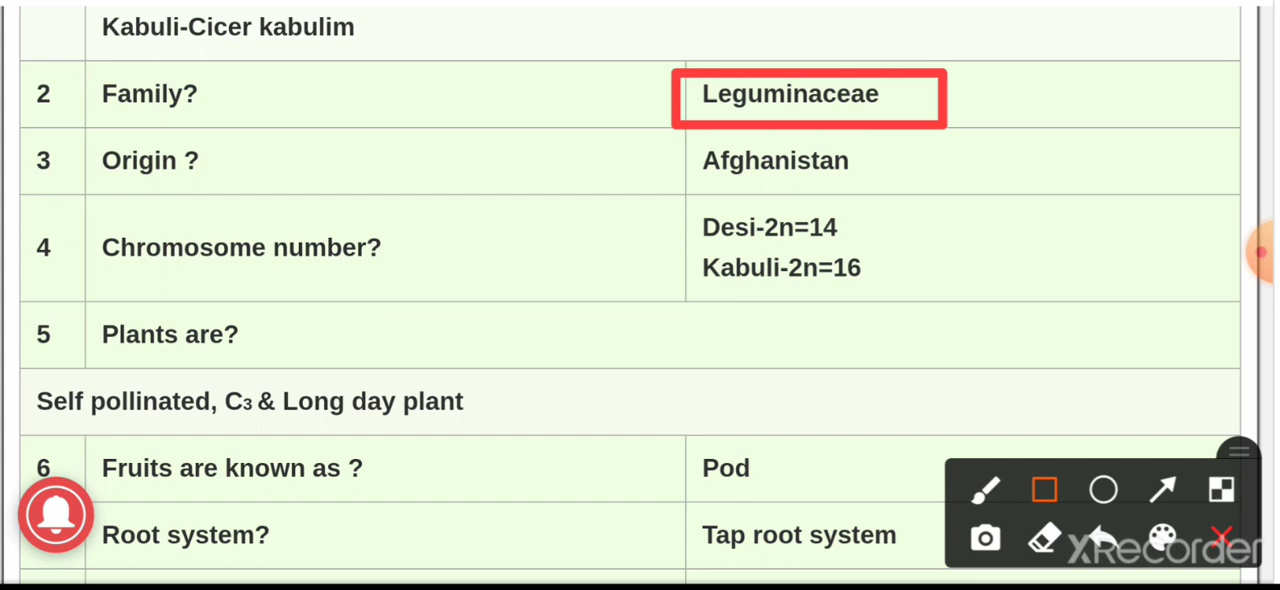 Kabuli-Cicer kabulim
2 Family? Leguminaceae
3 Origin ? Afghanistan
4 Chromosome number? Desi-2n=14
Kabuli-2n=16
5 Plants are?
Self pollinated, C3 & Long day plant
6 Fruits are known as ? Pod
Root system? Tap root system
XRecorder